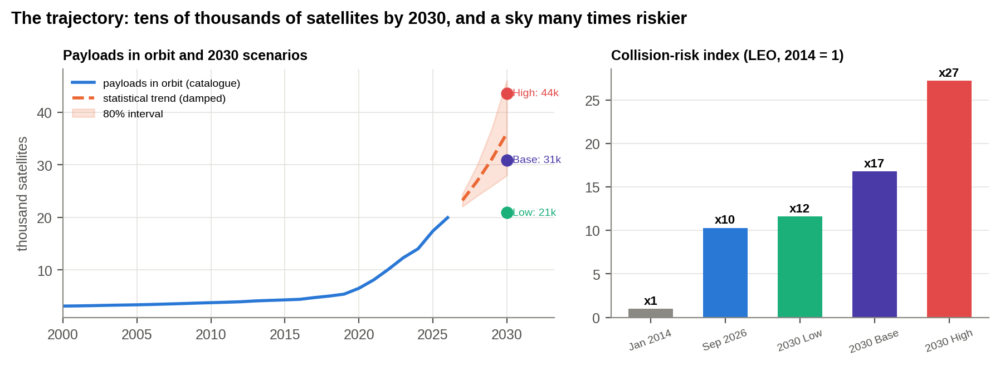 The trajectory: tens of thousands of satellites by 2030, and a sky many times riskier
Payloads in orbit and 2030 scenarios
payloads in orbit (catalogue)
statistical trend (damped)
80% interval
High: 44k
Base: 31k
Low: 21k
thousand satellites
40
30
20
10
2000 2005 2010 2015 2020 2025 2030
Collision-risk index (LEO, 2014 = 1)
x1
x10
x12
x17
x27
25
20
15
10
5
0
Jan 2014
Sep 2026
2030 Low
2030 Base
2030 High